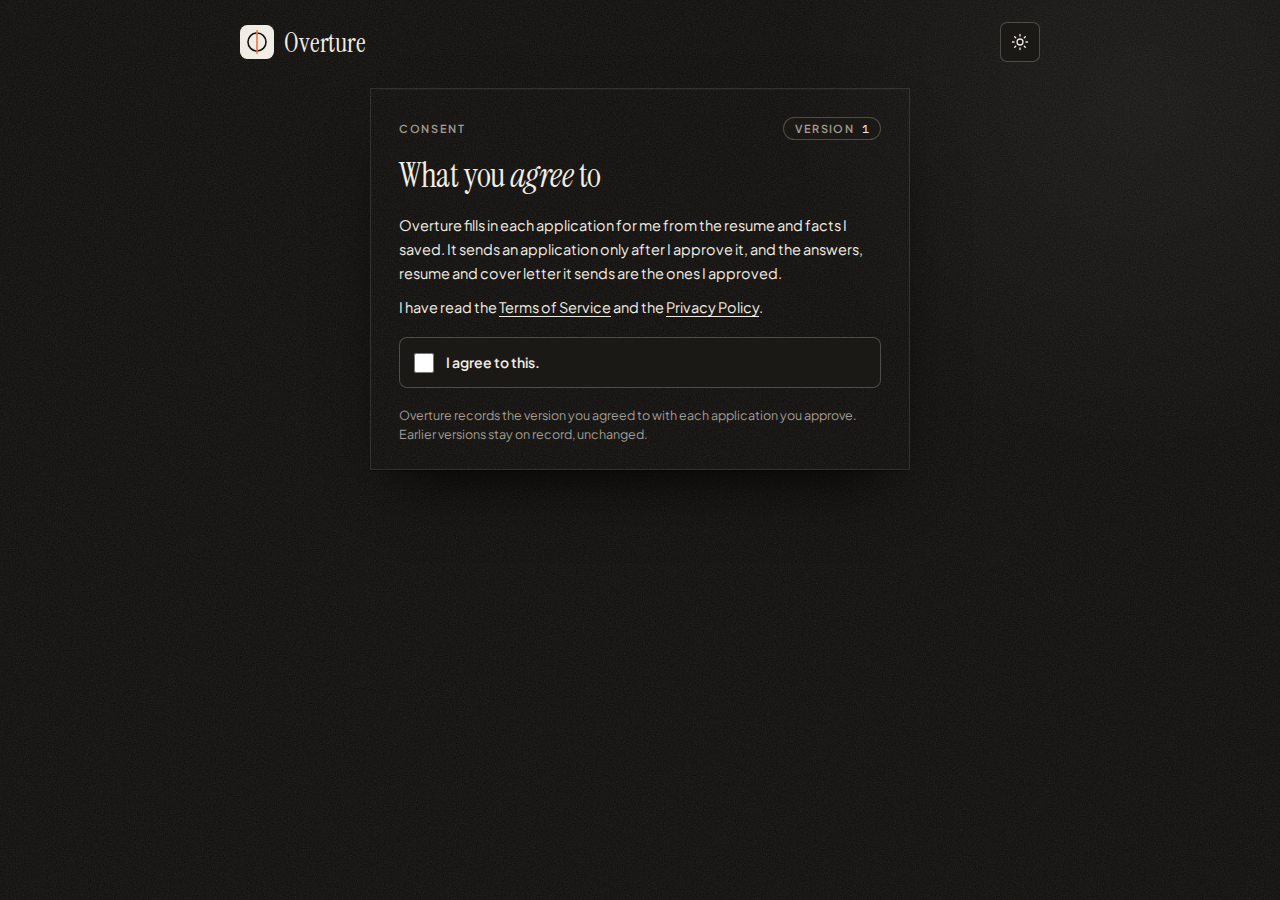 Overture
CONSENT
VERSION 1
What you agree to
Overture fills in each application for me from the resume and facts I
saved. It sends an application only after I approve it, and the answers,
resume and cover letter it sends are the ones I approved.
I have read the Terms of Service and the Privacy Policy.
I agree to this.
Overture records the version you agreed to with each application you approve.
Earlier versions stay on record, unchanged.